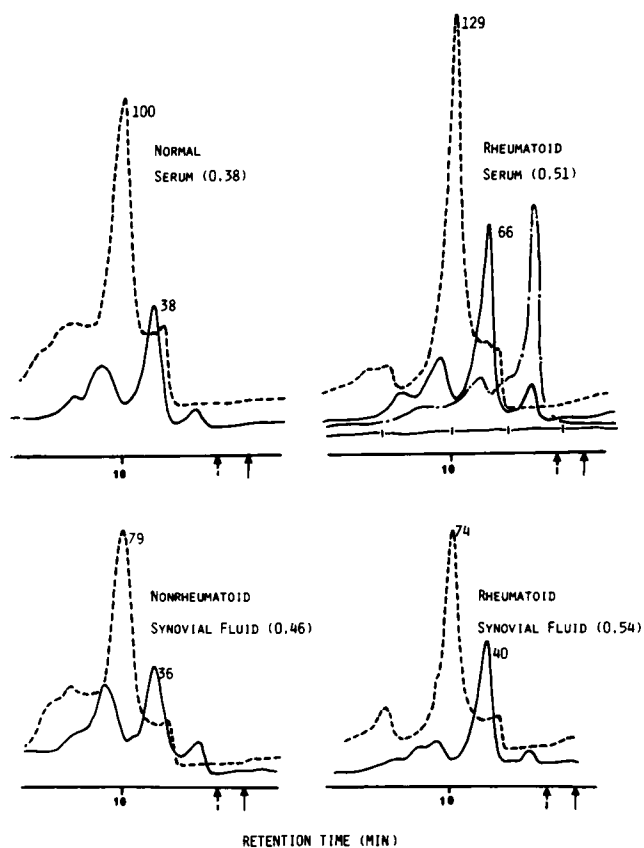 100
NORMAL
SERUM (0.38)
38
10
129
RHEUMATOID
SERUM (0.51)
66
10
79
NONRHEUMATOID
SYNOVIAL FLUID (0.46)
36
10
74
RHEUMATOID
SYNOVIAL FLUID (0.54)
40
10
RETENTION TIME (MIN)